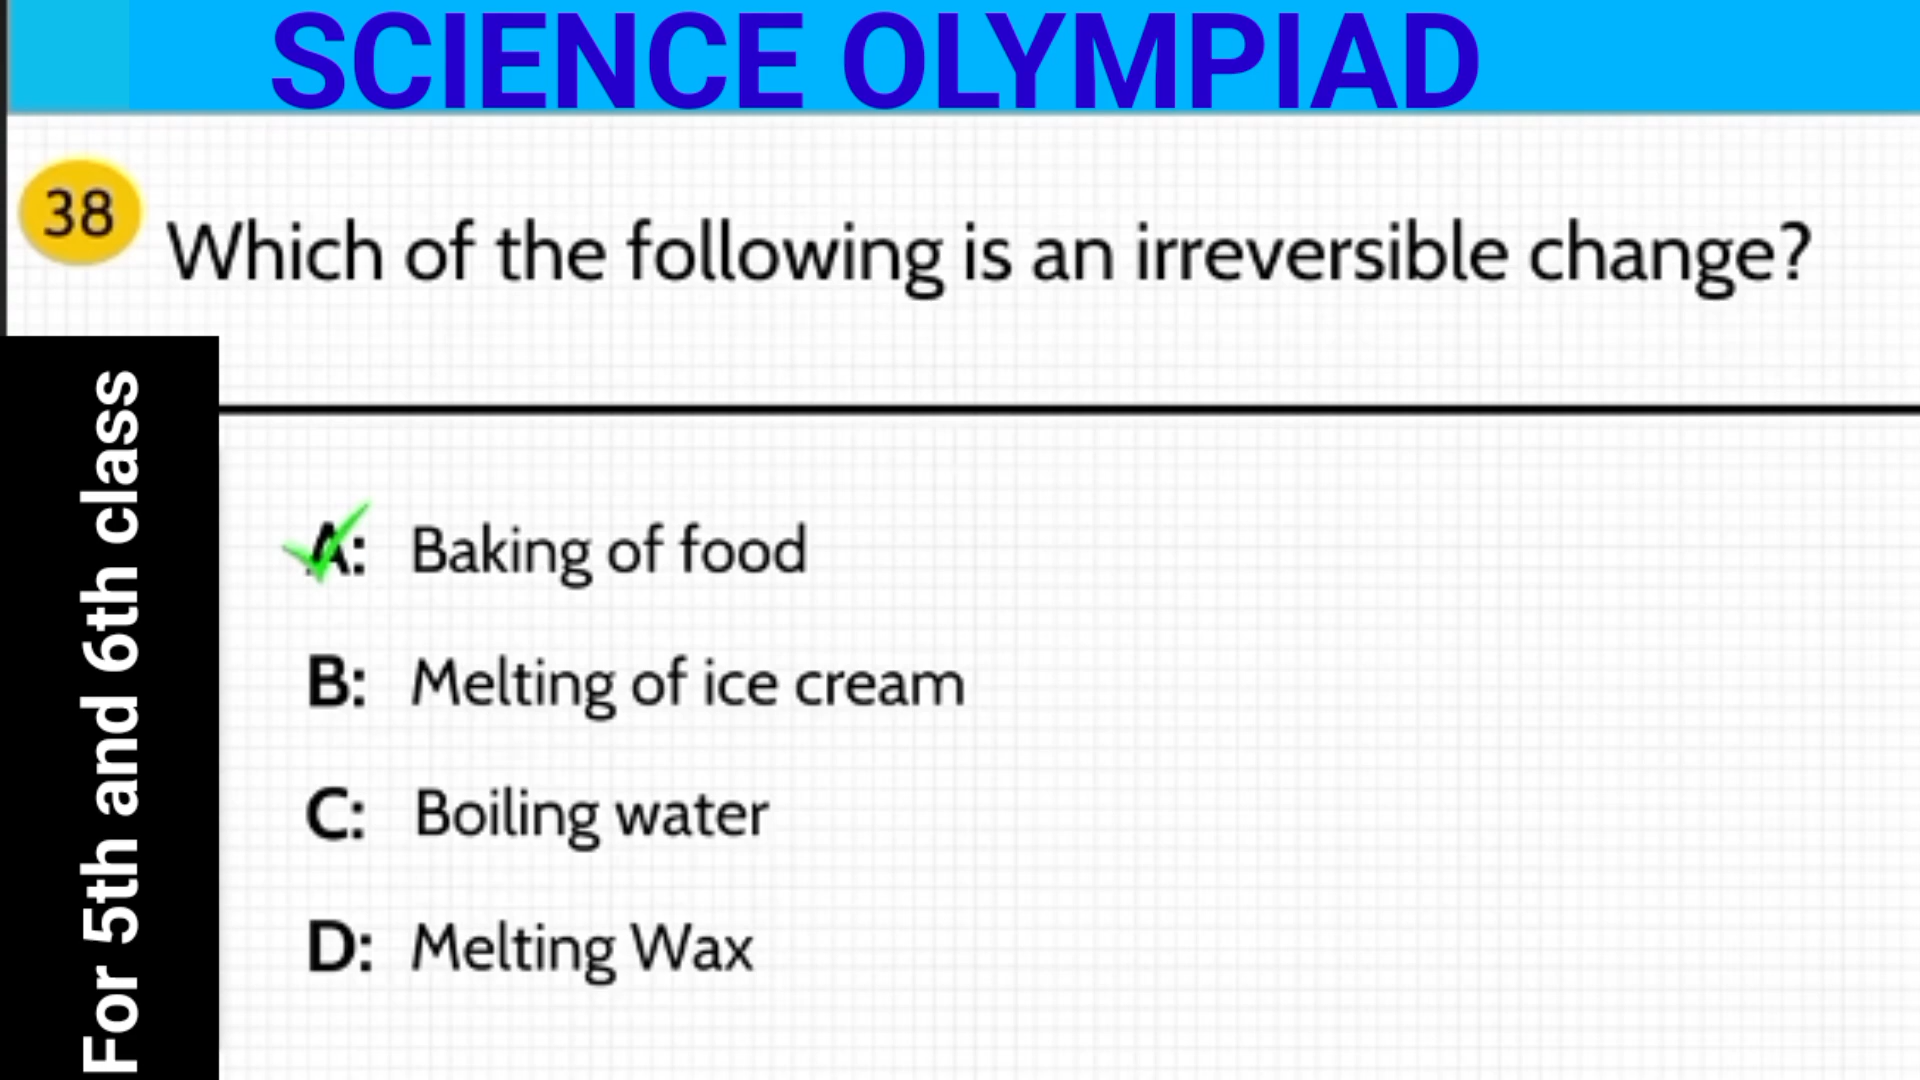 SCIENCE OLYMPIAD
38
Which of the following is an irreversible change?
For 5th and 6th class
A: Baking of food
B: Melting of ice cream
C: Boiling water
D: Melting Wax